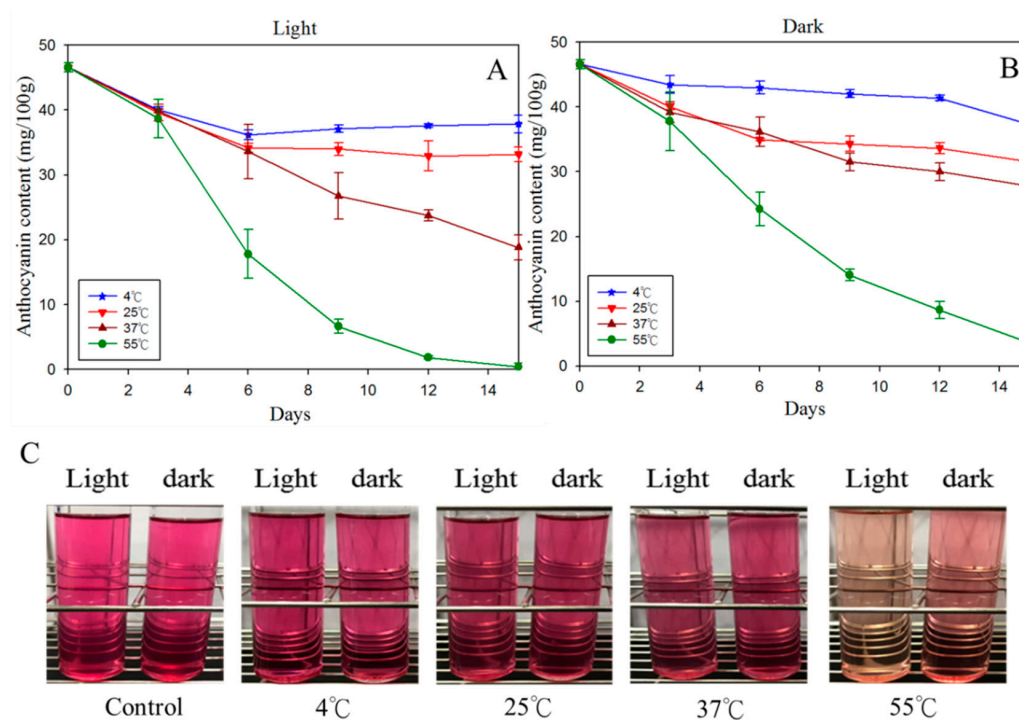 Light
A
Anthocyanin content (mg/100g)
50
40
30
20
10
0
4℃
25℃
37℃
55℃
0 2 4 6 8 10 12 14
Days
Dark
B
Anthocyanin content (mg/100g)
50
40
30
20
10
0
4℃
25℃
37℃
55℃
0 2 4 6 8 10 12 14
Days
C
Light dark Light dark Light dark Light dark Light dark
Control 4℃ 25℃ 37℃ 55℃